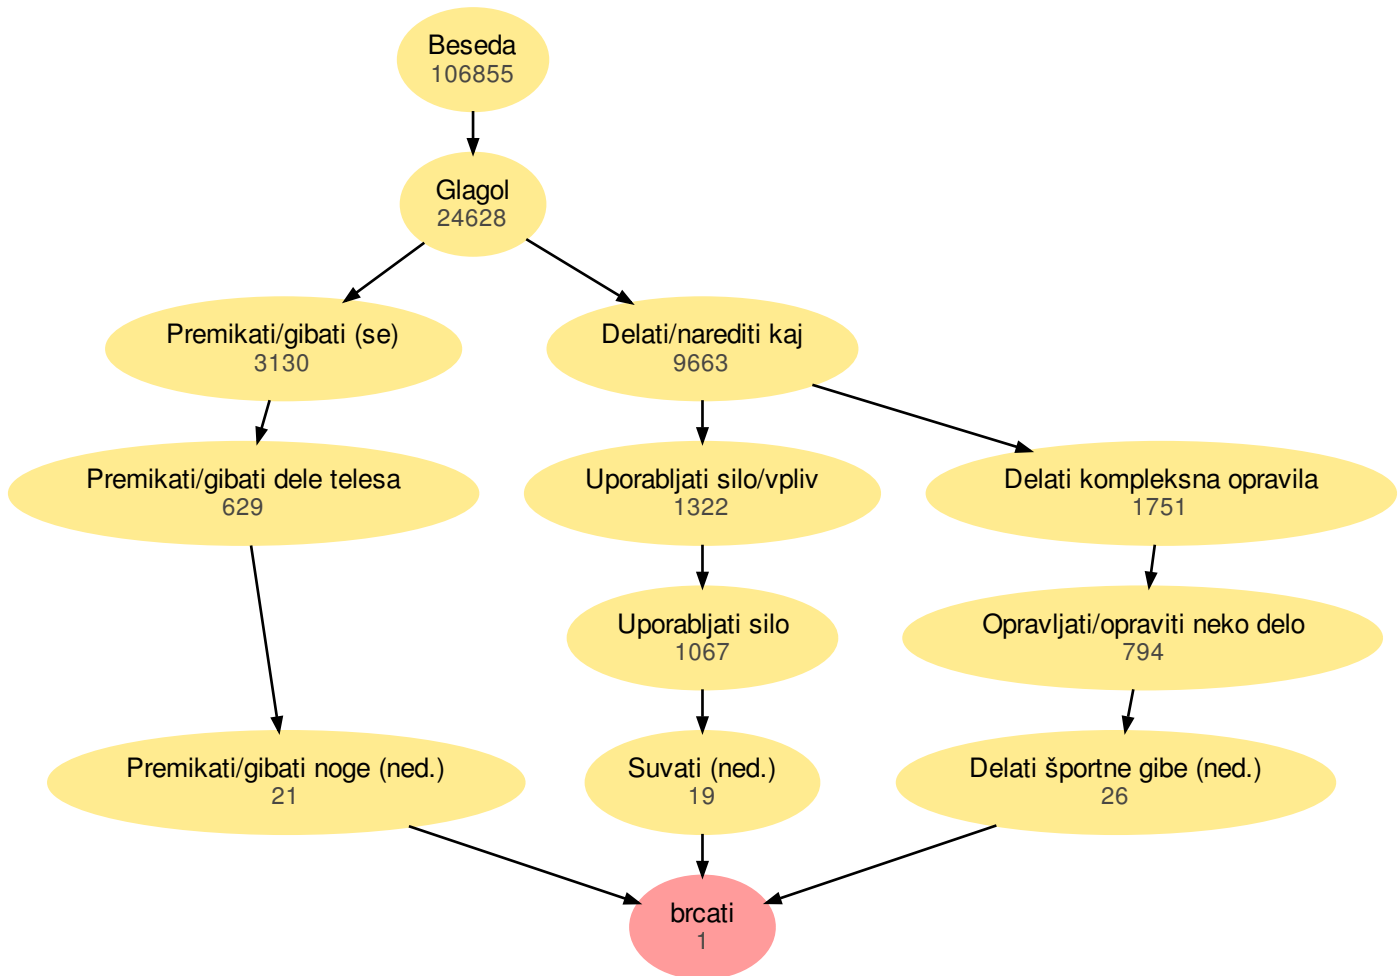 Beseda
106855
Glagol
24628
Premikati/gibati (se)
3130
Delati/narediti kaj
9663
Premikati/gibati dele telesa
629
Uporabljati silo/vpliv
1322
Delati kompleksna opravila
1751
Uporabljati silo
1067
Opravljati/opraviti neko delo
794
Premikati/gibati noge (ned.)
21
Suvati (ned.)
19
Delati športne gibe (ned.)
26
brcati
1